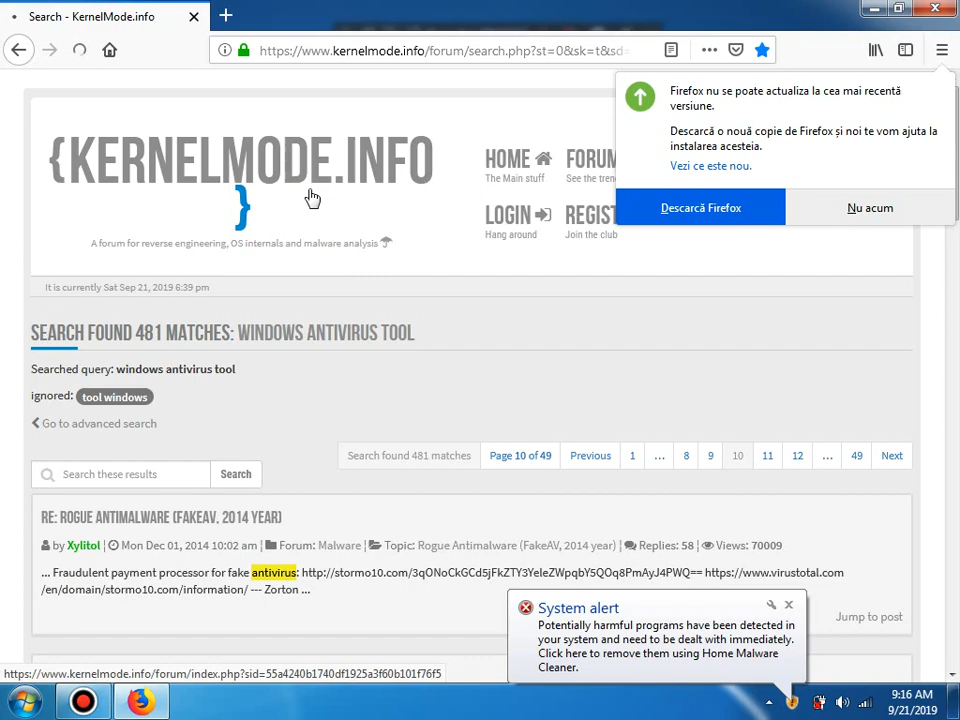 Search - KernelMode.info
https://www.kernelmode.info/forum/search.php?st=0&sk=t&sd=
Firefox nu se poate actualiza la cea mai recentă
versiune.
Descarcă o nouă copie de Firefox și noi te vom ajuta la
instalarea acesteia.
Vezi ce este nou.
Descarcă Firefox
Nu acum
{KERNELMODE.INFO
}
A forum for reverse engineering, OS internals and malware analysis
HOME
The Main stuff
FORUM
See the tren
LOGIN
Hang around
REGIST
Join the club
It is currently Sat Sep 21, 2019 6:39 pm
SEARCH FOUND 481 MATCHES: WINDOWS ANTIVIRUS TOOL
Searched query: windows antivirus tool
ignored: tool windows
Go to advanced search
Search these results
Search
Search found 481 matches Page 10 of 49 Previous 1 ... 8 9 10 11 12 ... 49 Next
RE: ROGUE ANTIMALWARE (FAKEAV, 2014 YEAR)
by Xylitol | Mon Dec 01, 2014 10:02 am | Forum: Malware | Topic: Rogue Antimalware (FakeAV, 2014 year) | Replies: 58 | Views: 70009
... Fraudulent payment processor for fake antivirus: http://stormo10.com/3qONoCkGCd5jFkZTY3YeleZWpqbY5QOq8PmAyJ4PWQ== https://www.virustotal.com
/en/domain/stormo10.com/information/ --- Zorton ...
Jump to post
System alert
Potentially harmful programs have been detected in
your system and need to be dealt with immediately.
Click here to remove them using Home Malware
Cleaner.
https://www.kernelmode.info/forum/index.php?sid=55a4240b1740df1925a3f60b101f76f5
9:16 AM
9/21/2019